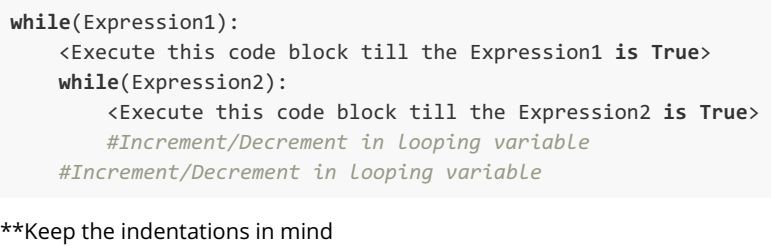 while(Expression1):
    <Execute this code block till the Expression1 is True>
    while(Expression2):
        <Execute this code block till the Expression2 is True>
        #Increment/Decrement in looping variable
    #Increment/Decrement in looping variable
**Keep the indentations in mind